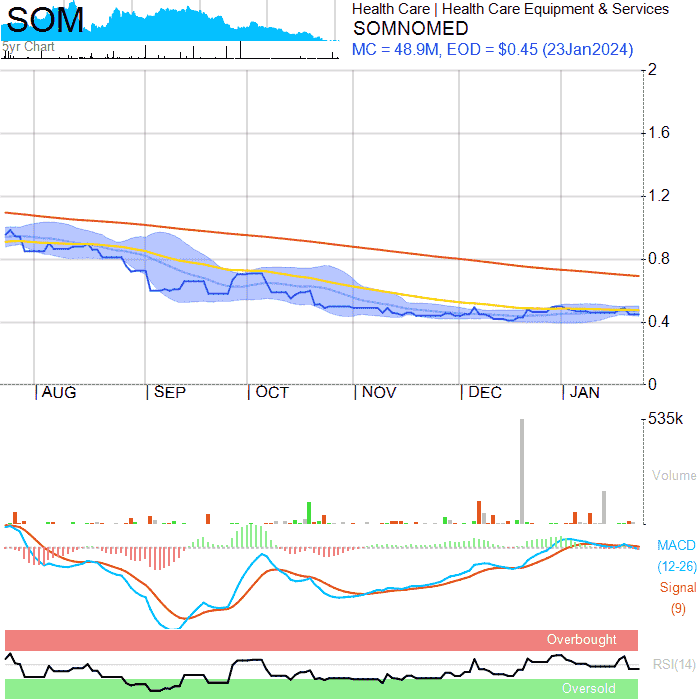 SOM
5yr Chart
Health Care | Health Care Equipment & Services
SOMNOMED
MC = 48.9M, EOD = $0.45 (23Jan2024)
2
1.6
1.2
0.8
0.4
0
AUG SEP OCT NOV DEC JAN
535k
Volume
MACD
(12-26)
Signal
(9)
Overbought
RSI(14)
Oversold